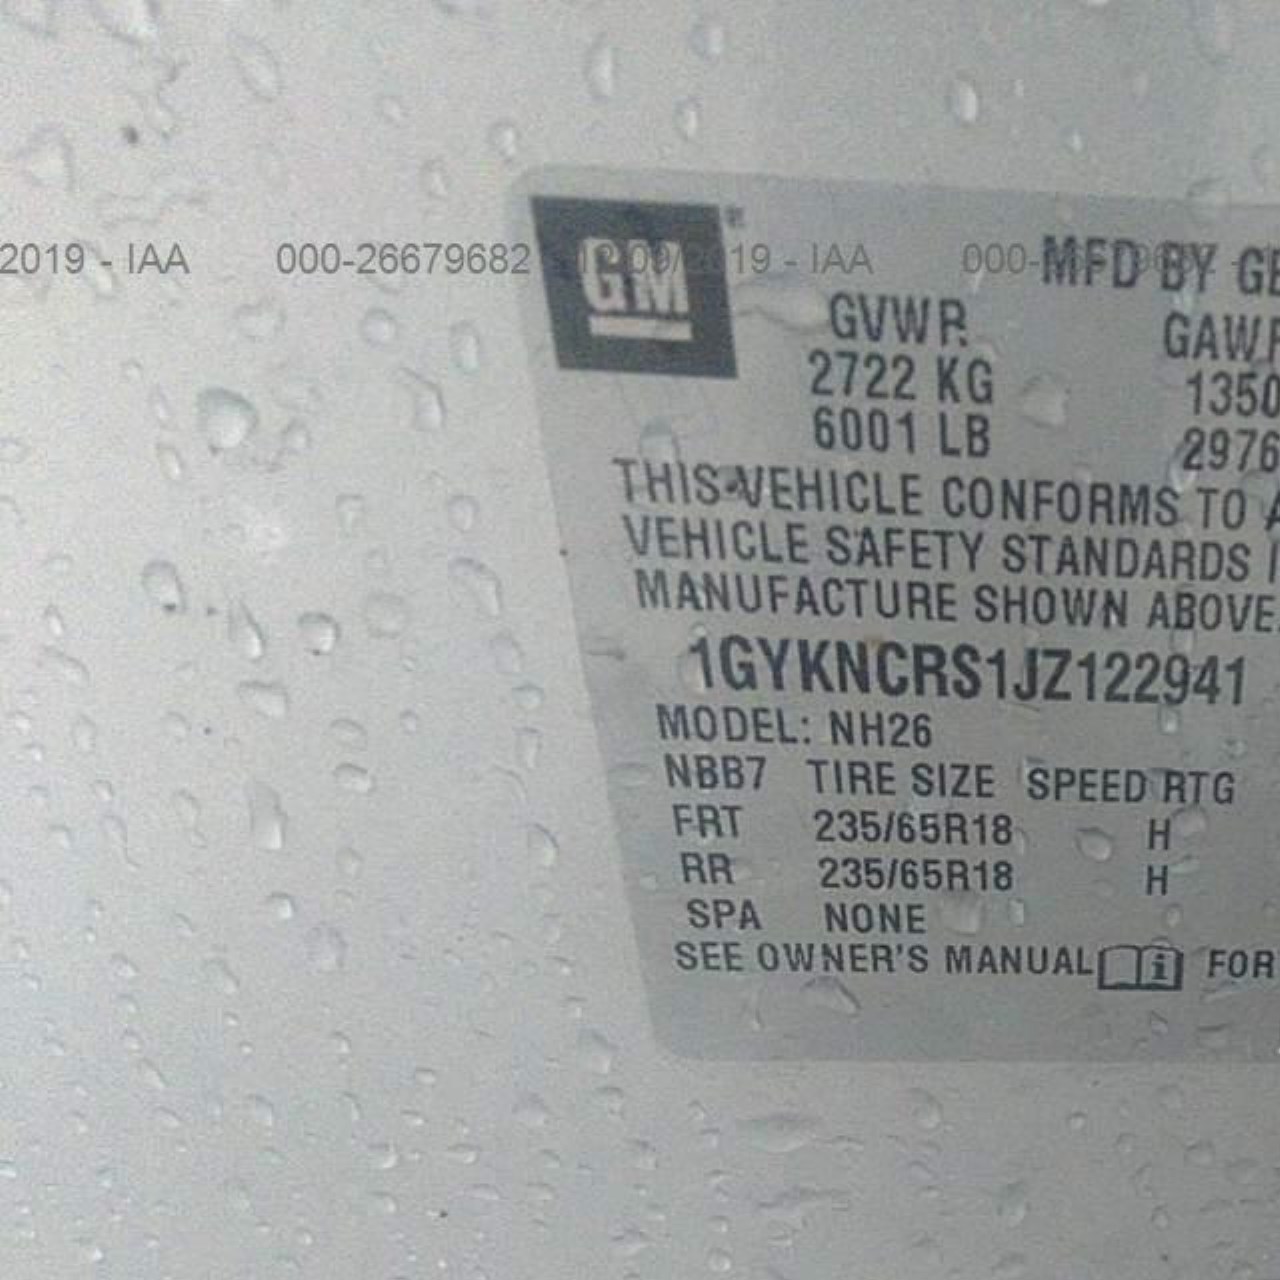 2019 - IAA 000-26679682 19 - IAA 000-
GM
MFD BY GE
GVWR GAWR
2722 KG 1350
6001 LB 2976
THIS VEHICLE CONFORMS TO A
VEHICLE SAFETY STANDARDS I
MANUFACTURE SHOWN ABOVE.
1GYKNCRS1JZ122941
MODEL: NH26
NBB7 TIRE SIZE SPEED RTG
FRT 235/65R18 H
RR 235/65R18 H
SPA NONE
SEE OWNER'S MANUAL FOR